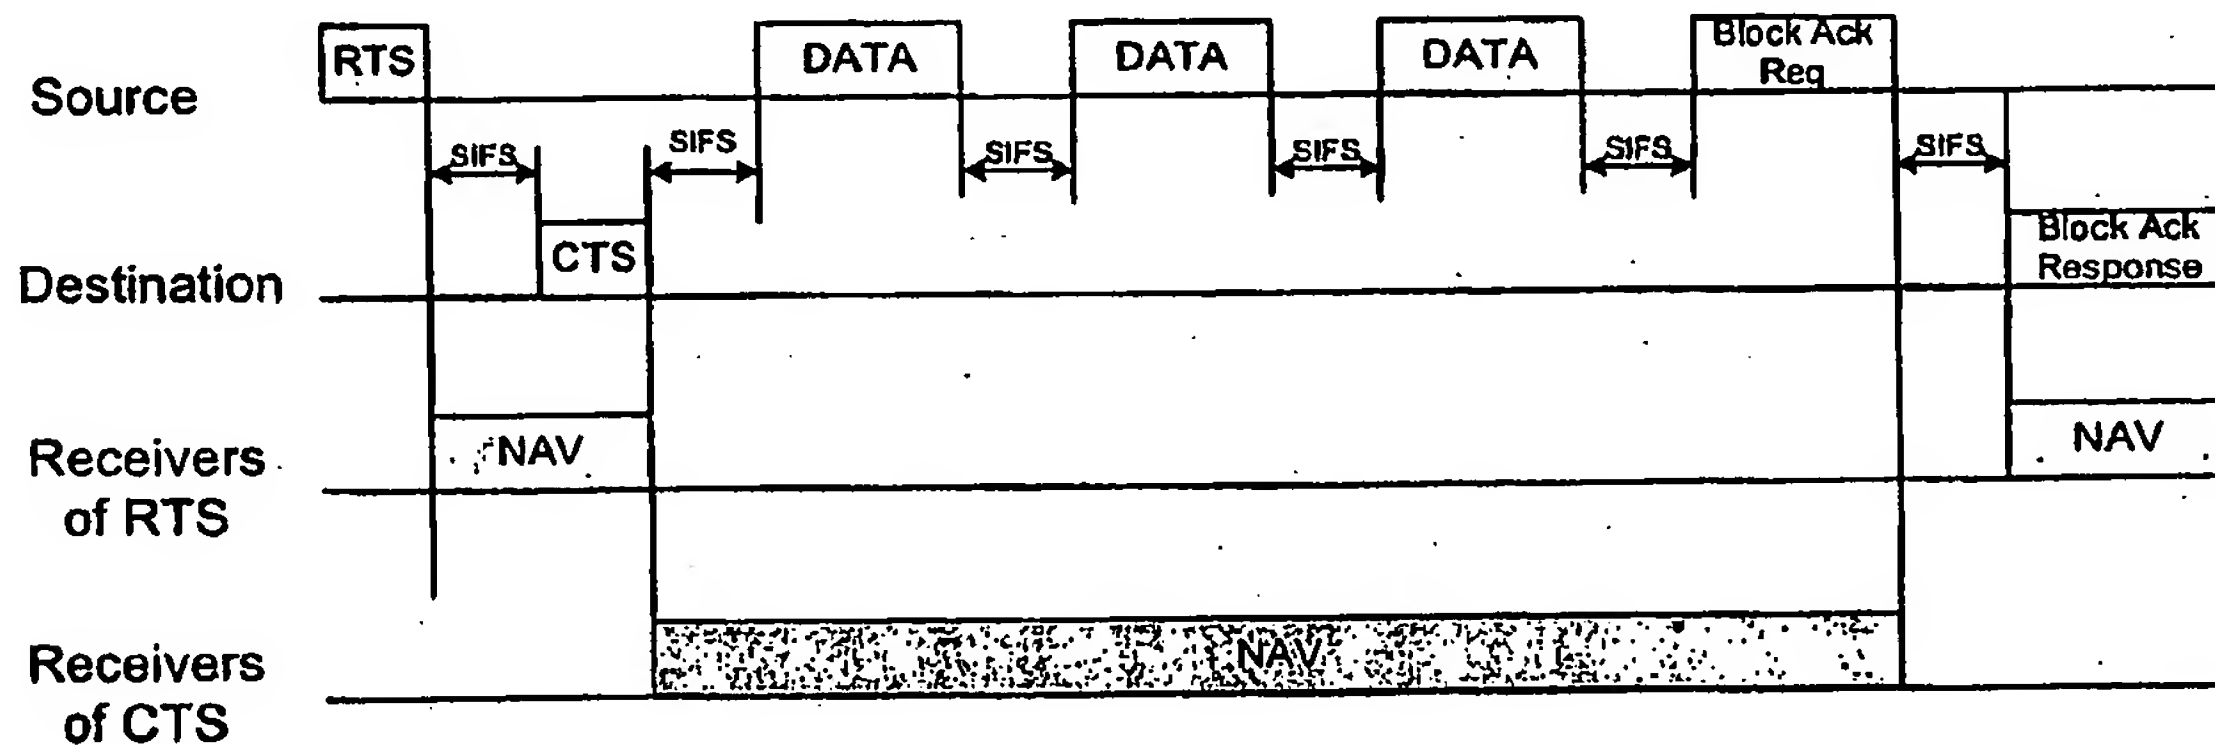 RTS
DATA
DATA
DATA
Block Ack
Req
Source
SIFS
SIFS
SIFS
SIFS
SIFS
SIFS
CTS
Block Ack
Response
Destination
NAV
NAV
Receivers
of RTS
NAV
Receivers
of CTS